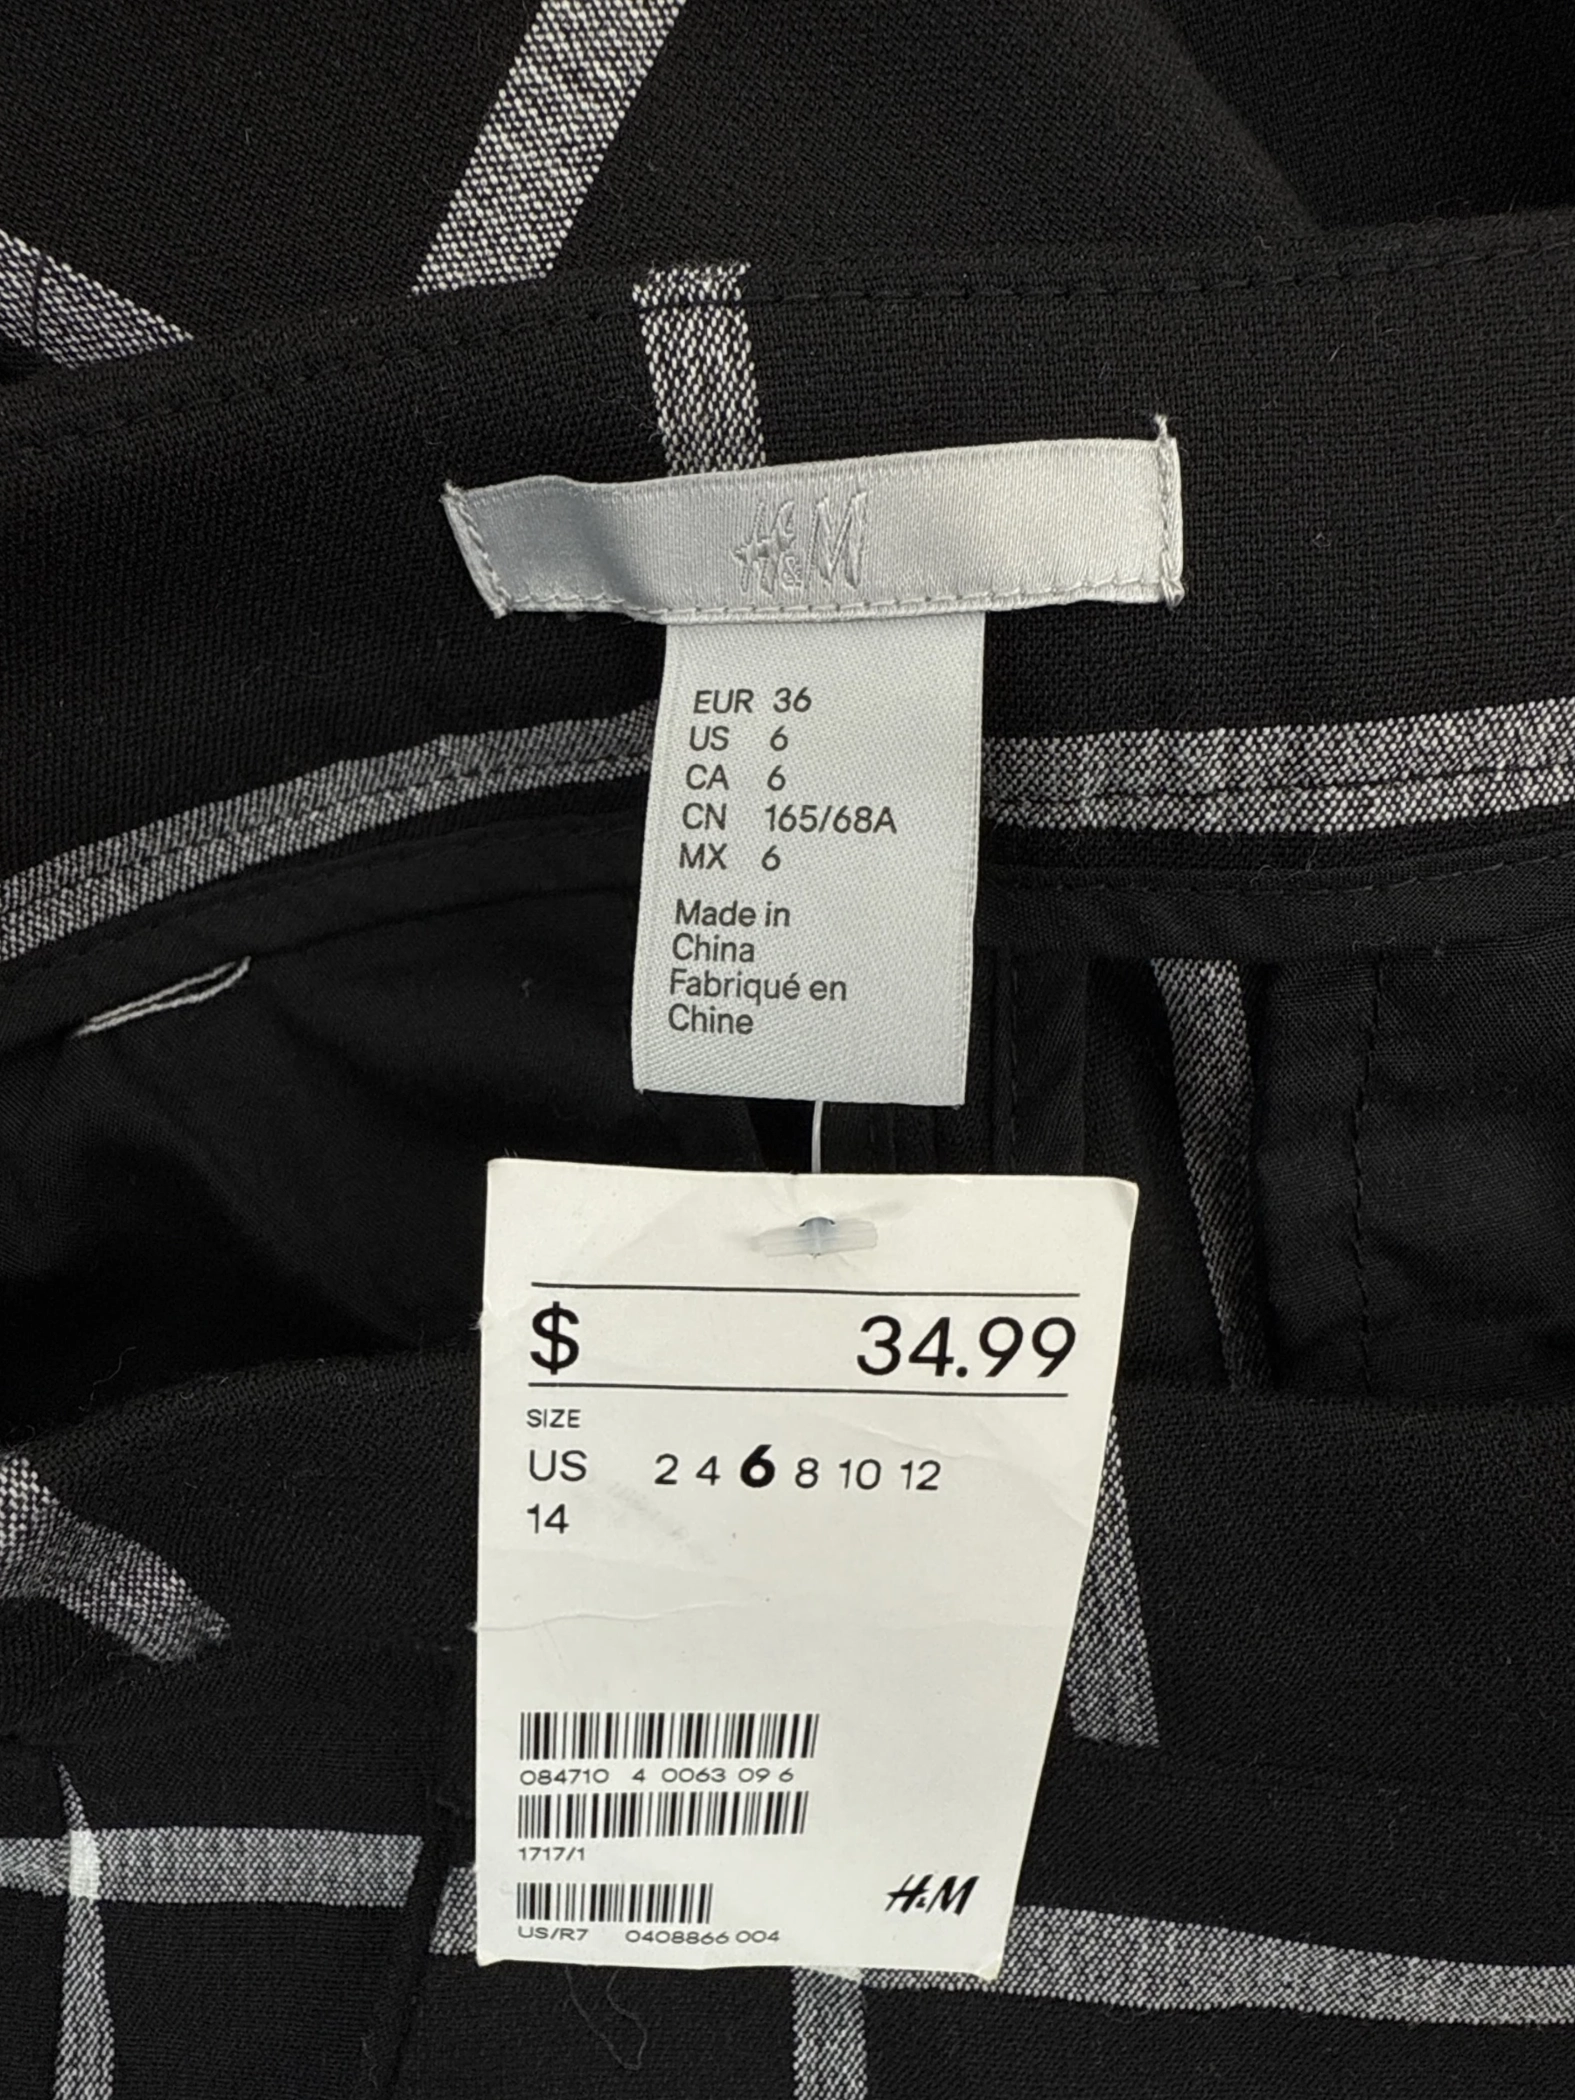 H&M
EUR 36
US 6
CA 6
CN 165/68A
MX 6
Made in
China
Fabriqué en
Chine
$ 34.99
SIZE
US 2 4 6 8 10 12
14
084710 4 0063 09 6
1717/1
H&M
US/R7 0408866 004